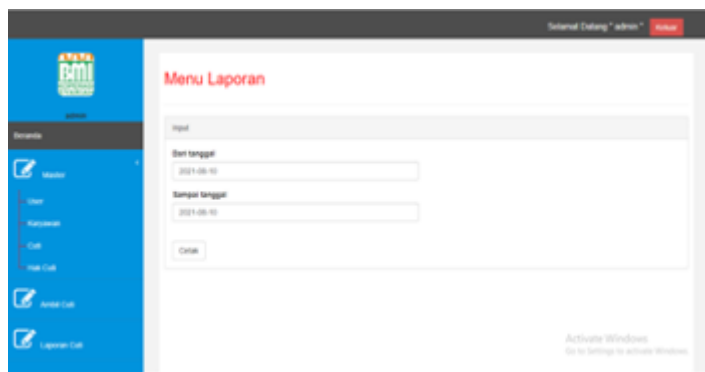 Selamat Datang " admin "
Keluar
BMI
admin
Beranda
Master
User
Karyawan
Cuti
Hak Cuti
Ambil Cuti
Laporan Cuti
Menu Laporan
Input
Dari tanggal
2021-08-10
Sampai tanggal
2021-08-10
Cetak
Activate Windows
Go to Settings to activate Windows.